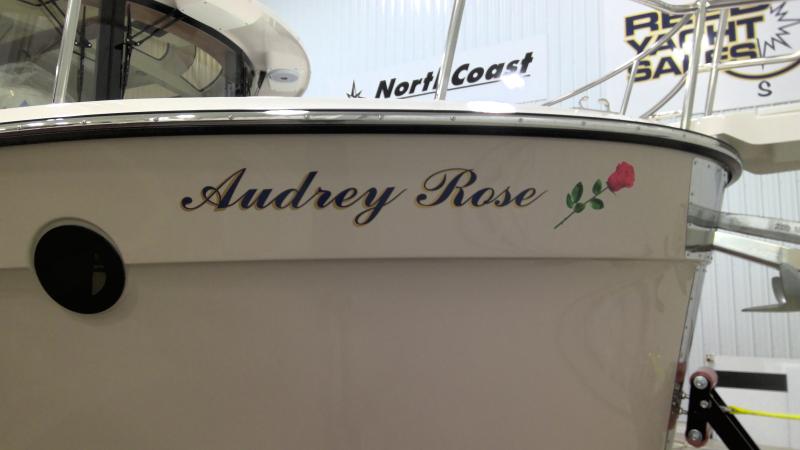 North Coast
YACHT
SALES
Audrey Rose